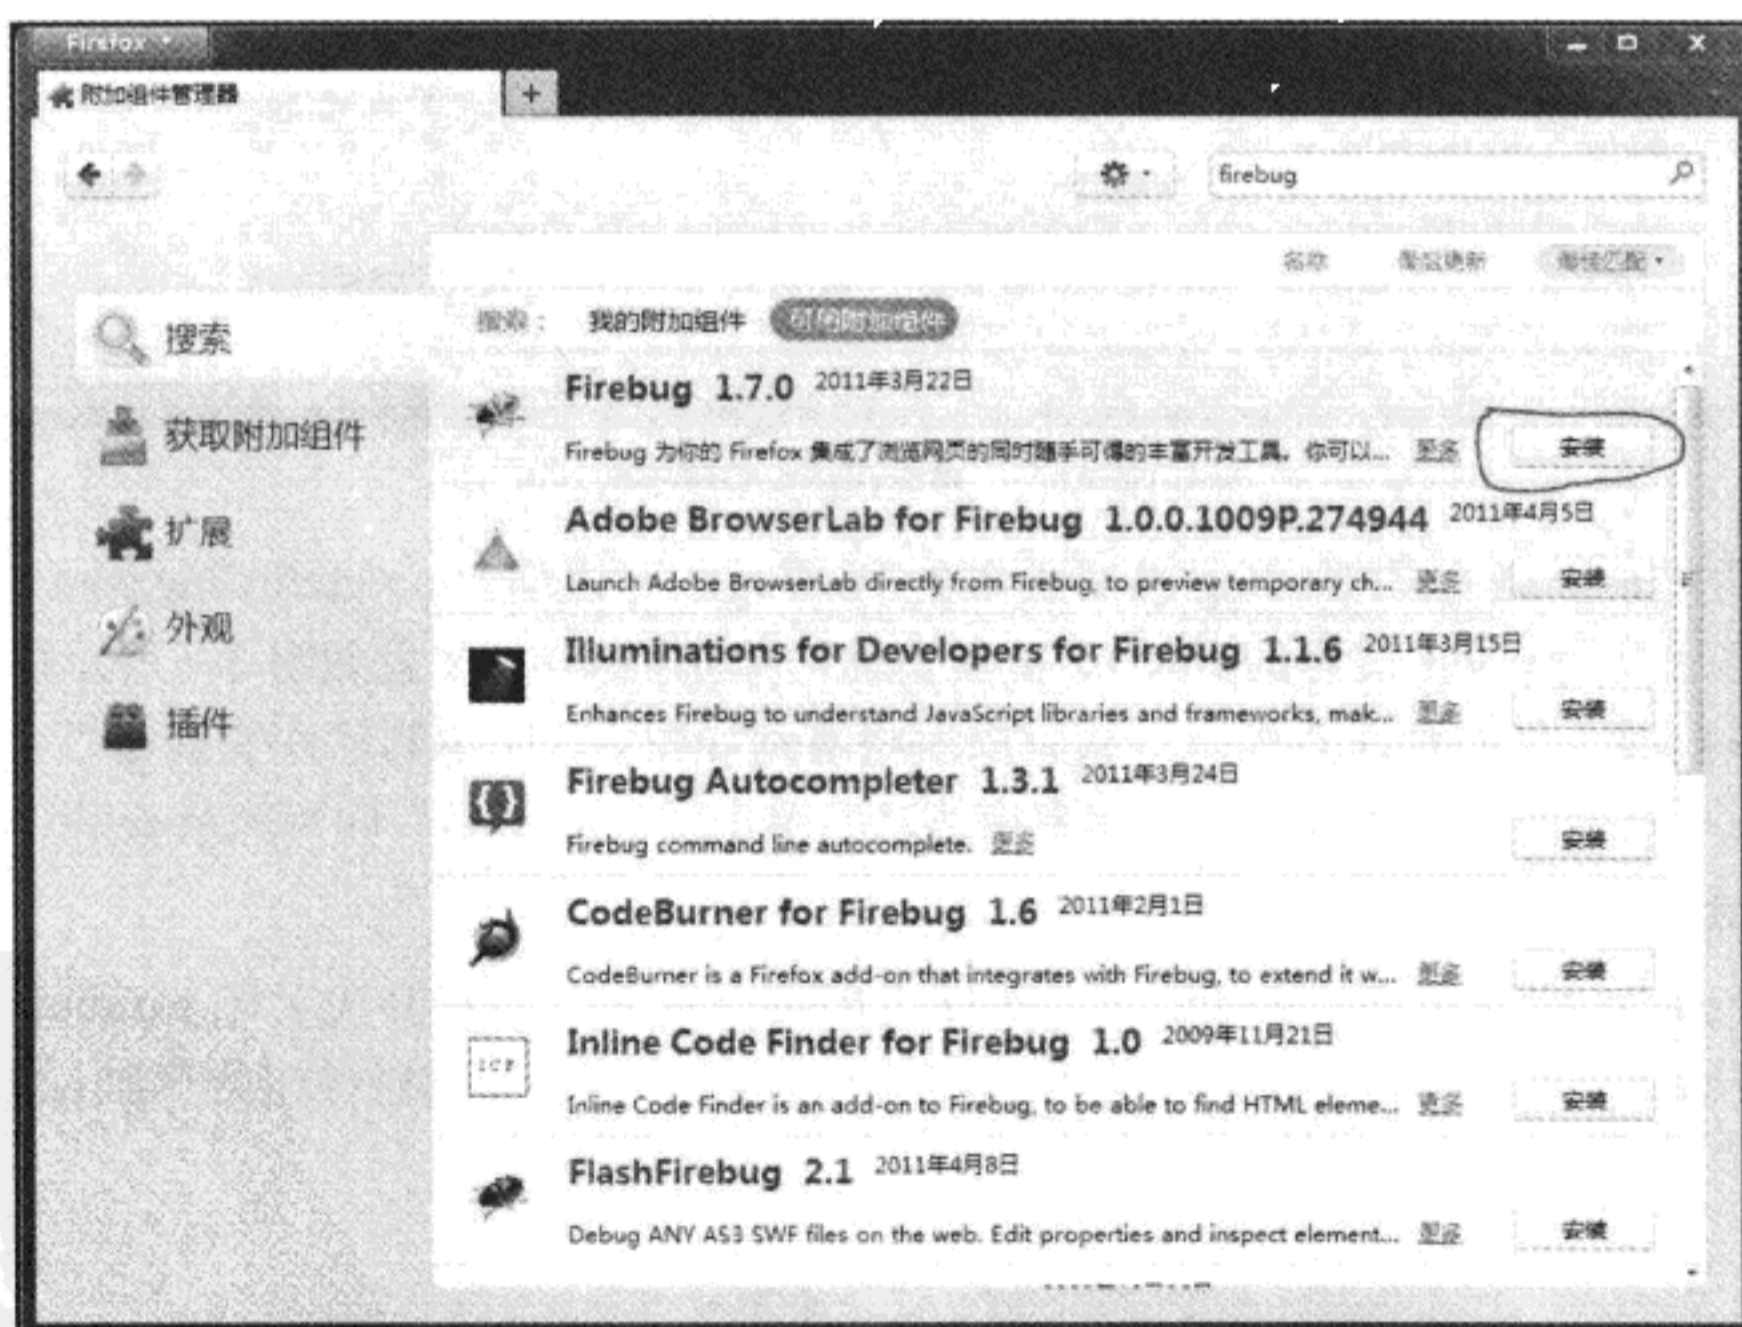 Firefox
附加组件管理器
+
firebug
名称 最后更新 最佳匹配
搜索
获取附加组件
扩展
外观
插件
搜索： 我的附加组件 可用附加组件
Firebug 1.7.0 2011年3月22日
Firebug 为你的 Firefox 集成了浏览网页的同时随手可得的丰富开发工具。你可以... 更多 安装
Adobe BrowserLab for Firebug 1.0.0.1009P.274944 2011年4月5日
Launch Adobe BrowserLab directly from Firebug, to preview temporary ch... 更多 安装
Illuminations for Developers for Firebug 1.1.6 2011年3月15日
Enhances Firebug to understand JavaScript libraries and frameworks, mak... 更多 安装
Firebug Autocompleter 1.3.1 2011年3月24日
Firebug command line autocomplete. 更多 安装
CodeBurner for Firebug 1.6 2011年2月1日
CodeBurner is a Firefox add-on that integrates with Firebug, to extend it w... 更多 安装
ICF
Inline Code Finder for Firebug 1.0 2009年11月21日
Inline Code Finder is an add-on to Firebug, to be able to find HTML eleme... 更多 安装
FlashFirebug 2.1 2011年4月8日
Debug ANY AS3 SWF files on the web. Edit properties and inspect element... 更多 安装